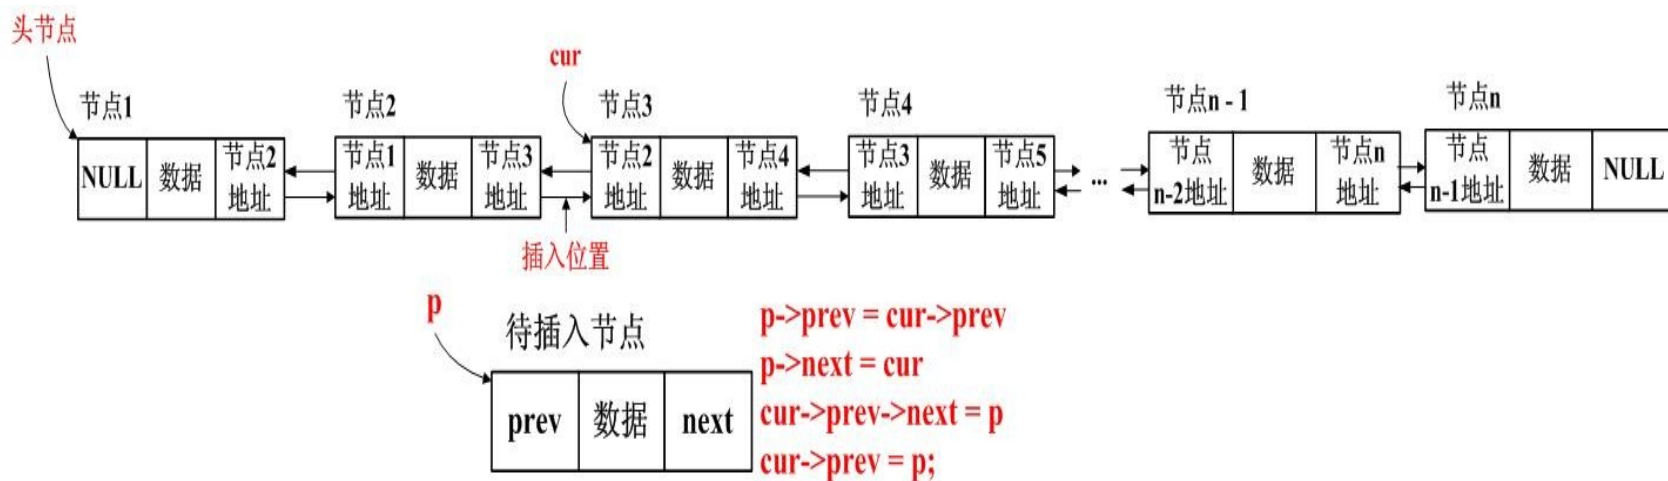 头节点
cur
节点1
节点2
节点3
节点4
节点n - 1
节点n
NULL 数据 节点2地址
节点1地址 数据 节点3地址
节点2地址 数据 节点4地址
节点3地址 数据 节点5地址
...
节点n-2地址 数据 节点n地址
节点n-1地址 数据 NULL
插入位置
p
待插入节点
prev 数据 next
p->prev = cur->prev
p->next = cur
cur->prev->next = p
cur->prev = p;